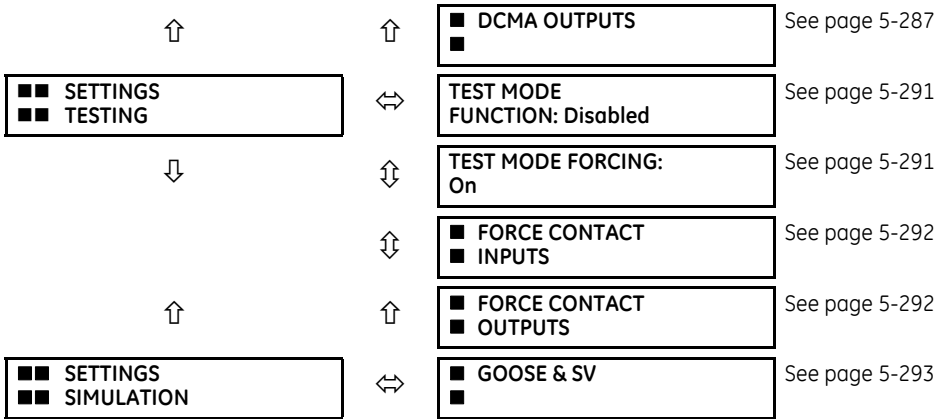 ■ DCMA OUTPUTS
■
See page 5-287
■■ SETTINGS
■■ TESTING
TEST MODE
FUNCTION: Disabled
See page 5-291
TEST MODE FORCING:
On
See page 5-291
■ FORCE CONTACT
■ INPUTS
See page 5-292
■ FORCE CONTACT
■ OUTPUTS
See page 5-292
■■ SETTINGS
■■ SIMULATION
■ GOOSE & SV
■
See page 5-293